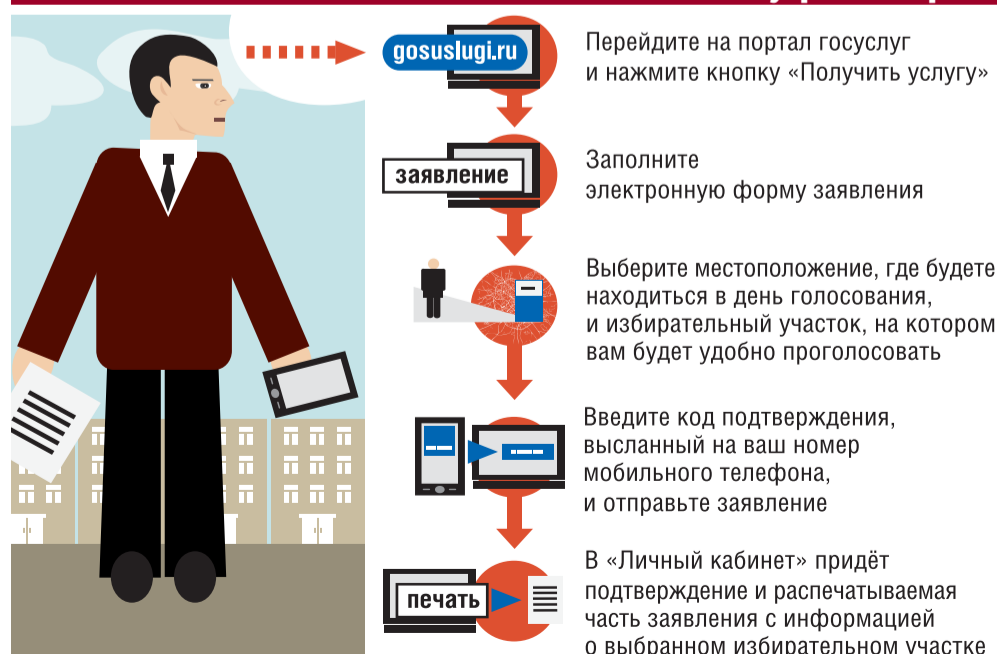 gosuslugi.ru
Перейдите на портал госуслуг
и нажмите кнопку «Получить услугу»
заявление
Заполните
электронную форму заявления
Выберите местоположение, где будете
находиться в день голосования,
и избирательный участок, на котором
вам будет удобно проголосовать
Введите код подтверждения,
высланный на ваш номер
мобильного телефона,
и отправьте заявление
печать
В «Личный кабинет» придёт
подтверждение и распечатываемая
часть заявления с информацией
о выбранном избирательном участке